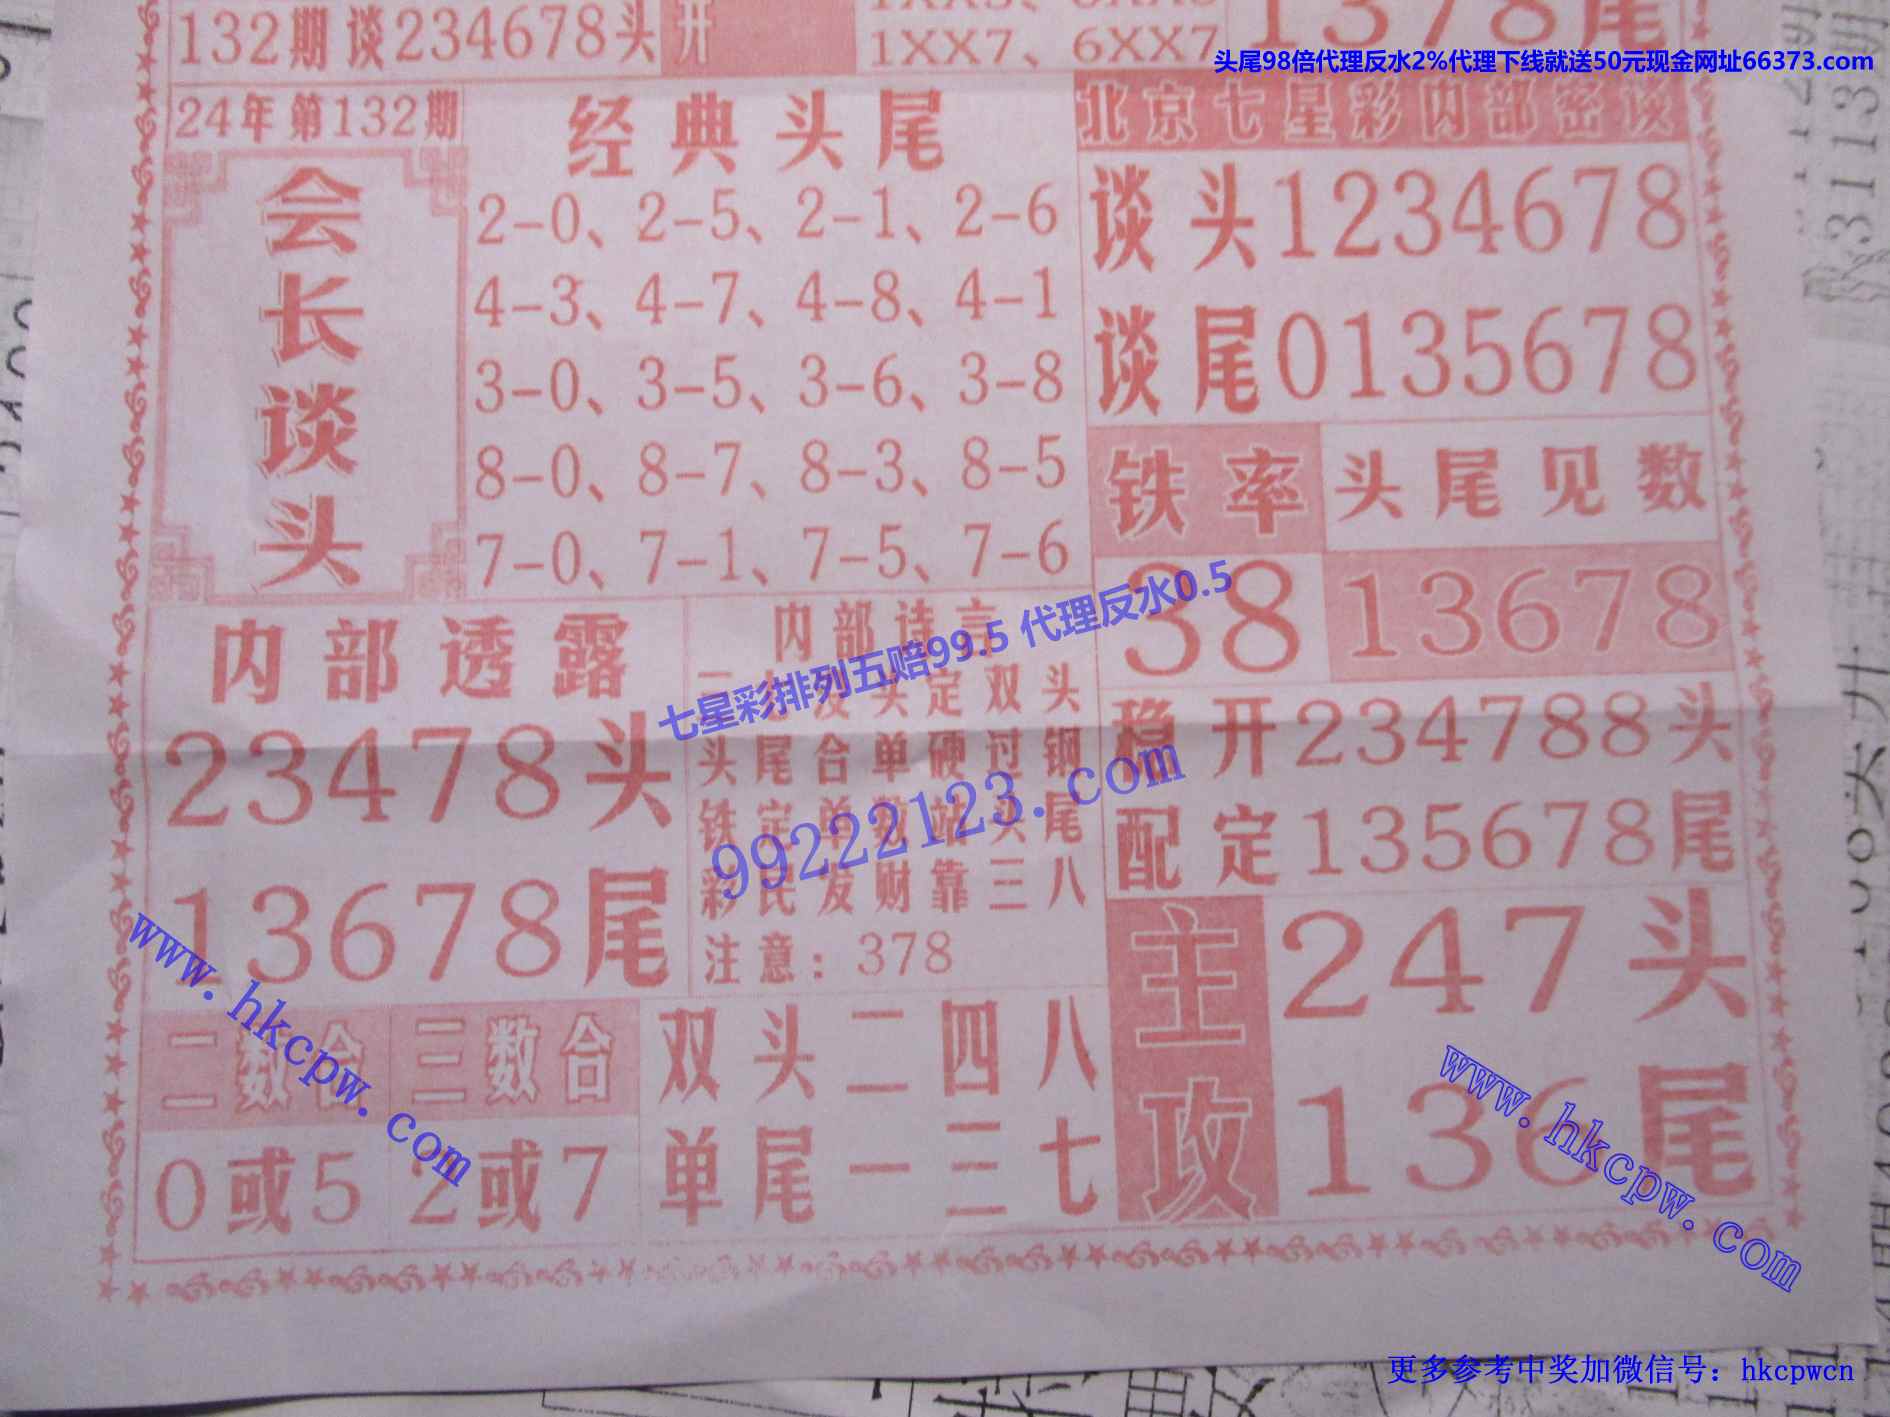 132期谈234678头开
1XX7、6XX7
1378尾
头尾98倍代理反水2%代理下线就送50元现金网址66373.com
24年第132期
会长谈头
经典头尾
2-0、2-5、2-1、2-6
4-3、4-7、4-8、4-1
3-0、3-5、3-6、3-8
8-0、8-7、8-3、8-5
7-0、7-1、7-5、7-6
北京七星彩内部密谈
谈头1234678
谈尾0135678
铁率 头尾见数
38 13678
内部透露
23478头
13678尾
内部诗言
头定双头
头尾合单硬过钢
铁定单数站头尾
彩民发财靠三八
注意：378
七星彩排列五赔99.5 代理反水0.5
99222123.com
稳开234788头
配定135678尾
主攻
247头
136尾
www.hkcpw.com
二数合 三数合
0或5 2或7
双头二四八
单尾一三七
www.hkcpw.com
更多参考中奖加微信号：hkcpwcn